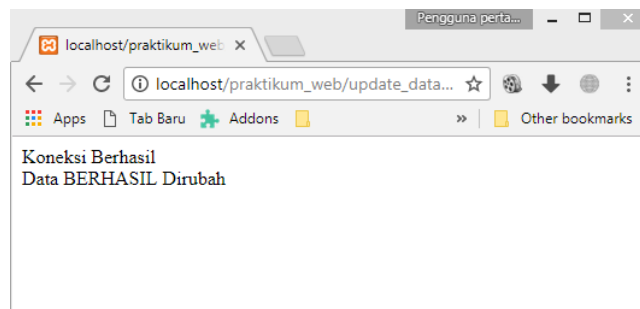 Pengguna perta...
localhost/praktikum_web
localhost/praktikum_web/update_data...
Apps Tab Baru Addons » Other bookmarks
Koneksi Berhasil
Data BERHASIL Dirubah